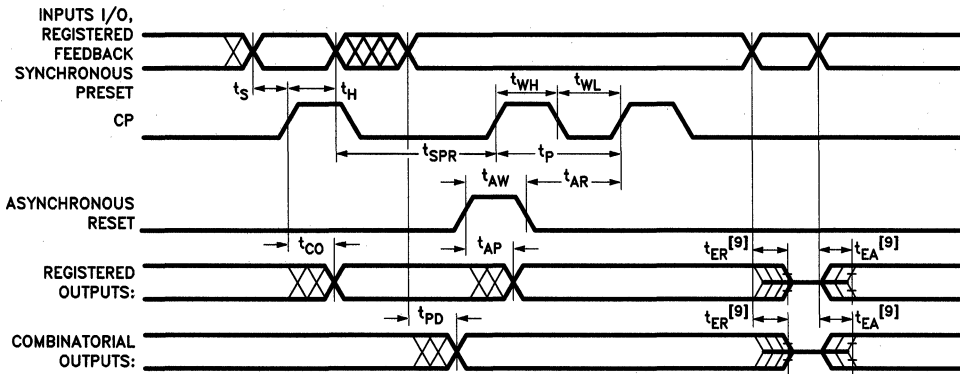 INPUTS I/O,
REGISTERED
FEEDBACK
SYNCHRONOUS
PRESET
tS
tH
tWH
tWL
CP
tSPR
tP
tAW
tAR
ASYNCHRONOUS
RESET
tCO
tAP
tER[9]
tEA[9]
REGISTERED
OUTPUTS:
tPD
tER[9]
tEA[9]
COMBINATORIAL
OUTPUTS: